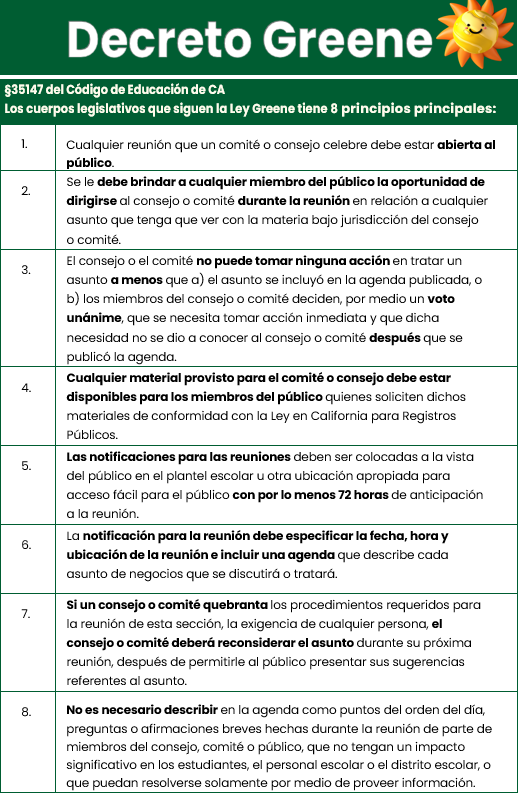 Decreto Greene
§35147 del Código de Educación de CA
Los cuerpos legislativos que siguen la Ley Greene tiene 8 principios principales:
1.
Cualquier reunión que un comité o consejo celebre debe estar abierta al
público.
2.
Se le debe brindar a cualquier miembro del público la oportunidad de
dirigirse al consejo o comité durante la reunión en relación a cualquier
asunto que tenga que ver con la materia bajo jurisdicción del consejo
o comité.
3.
El consejo o el comité no puede tomar ninguna acción en tratar un
asunto a menos que a) el asunto se incluyó en la agenda publicada, o
b) los miembros del consejo o comité deciden, por medio un voto
unánime, que se necesita tomar acción inmediata y que dicha
necesidad no se dio a conocer al consejo o comité después que se
publicó la agenda.
4.
Cualquier material provisto para el comité o consejo debe estar
disponibles para los miembros del público quienes soliciten dichos
materiales de conformidad con la Ley en California para Registros
Públicos.
5.
Las notificaciones para las reuniones deben ser colocadas a la vista
del público en el plantel escolar u otra ubicación apropiada para
acceso fácil para el público con por lo menos 72 horas de anticipación
a la reunión.
6.
La notificación para la reunión debe especificar la fecha, hora y
ubicación de la reunión e incluir una agenda que describe cada
asunto de negocios que se discutirá o tratará.
7.
Si un consejo o comité quebranta los procedimientos requeridos para
la reunión de esta sección, la exigencia de cualquier persona, el
consejo o comité deberá reconsiderar el asunto durante su próxima
reunión, después de permitirle al público presentar sus sugerencias
referentes al asunto.
8.
No es necesario describir en la agenda como puntos del orden del día,
preguntas o afirmaciones breves hechas durante la reunión de parte de
miembros del consejo, comité o público, que no tengan un impacto
significativo en los estudiantes, el personal escolar o el distrito escolar, o
que puedan resolverse solamente por medio de proveer información.